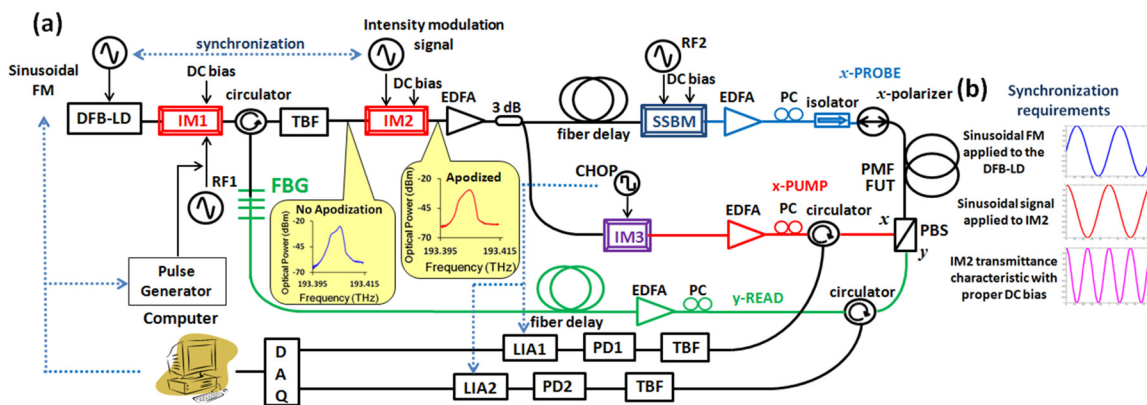 (a)
synchronization
Intensity modulation
signal
Sinusoidal
FM
DC bias
circulator
DC bias
EDFA
3 dB
RF2
DC bias
x-PROBE
EDFA
PC
isolator
x-polarizer
DFB-LD
IM1
TBF
IM2
fiber delay
SSBM
RF1
FBG
No Apodization
Optical Power (dBm)
-20
-70
193.395
193.415
Frequency (THz)
Apodized
Optical Power (dBm)
-20
-70
193.395
193.415
Frequency (THz)
CHOP
IM3
x-PUMP
EDFA
PC
circulator
PMF
FUT
x
PBS
y
Pulse
Generator
Computer
fiber delay
EDFA
PC
y-READ
circulator
D
A
Q
LIA1
PD1
TBF
LIA2
PD2
TBF
(b)
Synchronization
requirements
Sinusoidal FM
applied to the
DFB-LD
Sinusoidal signal
applied to IM2
IM2 transmittance
characteristic with
proper DC bias